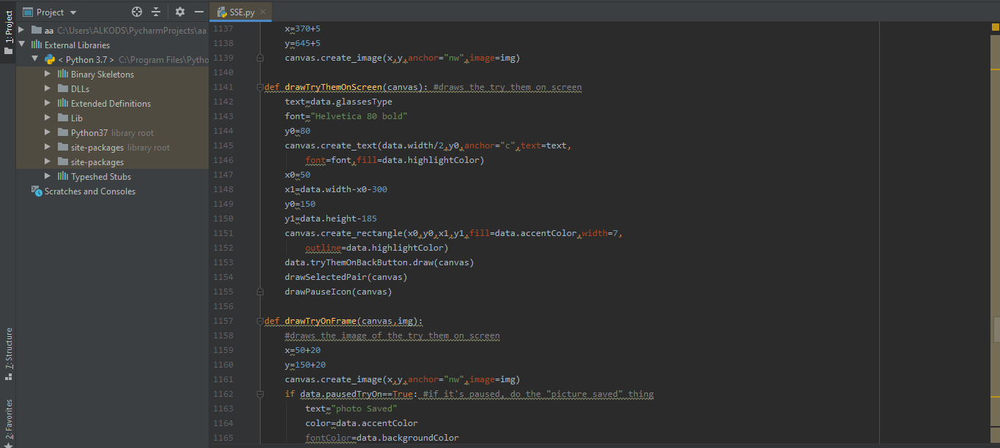 Project
SSE.py
1: Project
aa C:\Users\ALKODS\PycharmProjects\aa
External Libraries
< Python 3.7 > C:\Program Files\Pytho
Binary Skeletons
DLLs
Extended Definitions
Lib
Python37 library root
site-packages library root
site-packages
Typeshed Stubs
Scratches and Consoles
7: Structure
2: Favorites
1137 x=370+5
1138 y=645+5
1139 canvas.create_image(x,y,anchor="nw",image=img)
1140
1141 def drawTryThemOnScreen(canvas): #draws the try them on screen
1142 text=data.glassesType
1143 font="Helvetica 80 bold"
1144 y0=80
1145 canvas.create_text(data.width/2,y0,anchor="c",text=text,
1146 font=font,fill=data.highlightColor)
1147 x0=50
1148 x1=data.width-x0-300
1149 y0=150
1150 y1=data.height-185
1151 canvas.create_rectangle(x0,y0,x1,y1,fill=data.accentColor,width=7,
1152 outline=data.highlightColor)
1153 data.tryThemOnBackButton.draw(canvas)
1154 drawSelectedPair(canvas)
1155 drawPauseIcon(canvas)
1156
1157 def drawTryOnFrame(canvas,img):
1158 #draws the image of the try them on screen
1159 x=50+20
1160 y=150+20
1161 canvas.create_image(x,y,anchor="nw",image=img)
1162 if data.pausedTryOn==True: #if it's paused, do the "picture saved" thing
1163 text="photo Saved"
1164 color=data.accentColor
1165 fontColor=data.backgroundColor